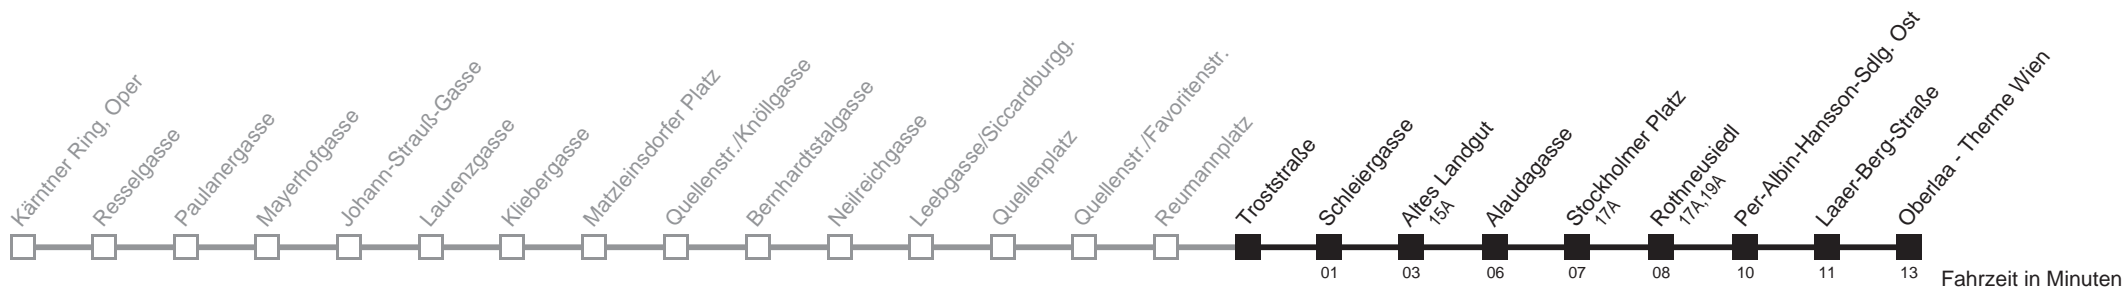 Kärntner Ring, Oper
Resselgasse
Paulanergasse
Mayerhofgasse
Johann-Strauß-Gasse
Laurenzgasse
Kliebergasse
Matzleinsdorfer Platz
Quellenstr./Knöllgasse
Bernhardtstalgasse
Neilreichgasse
Leebgasse/Siccardburgg.
Quellenplatz
Quellenstr./Favoritenstr.
Reumannplatz
Troststraße
Schleiergasse
Altes Landgut
15A
Alaudagasse
Stockholmer Platz
17A
Rothneusiedl
17A,19A
Per-Albin-Hansson-Sdlg. Ost
Laaer-Berg-Straße
Oberlaa - Therme Wien
01 03 06 07 08 10 11 13 Fahrzeit in Minuten